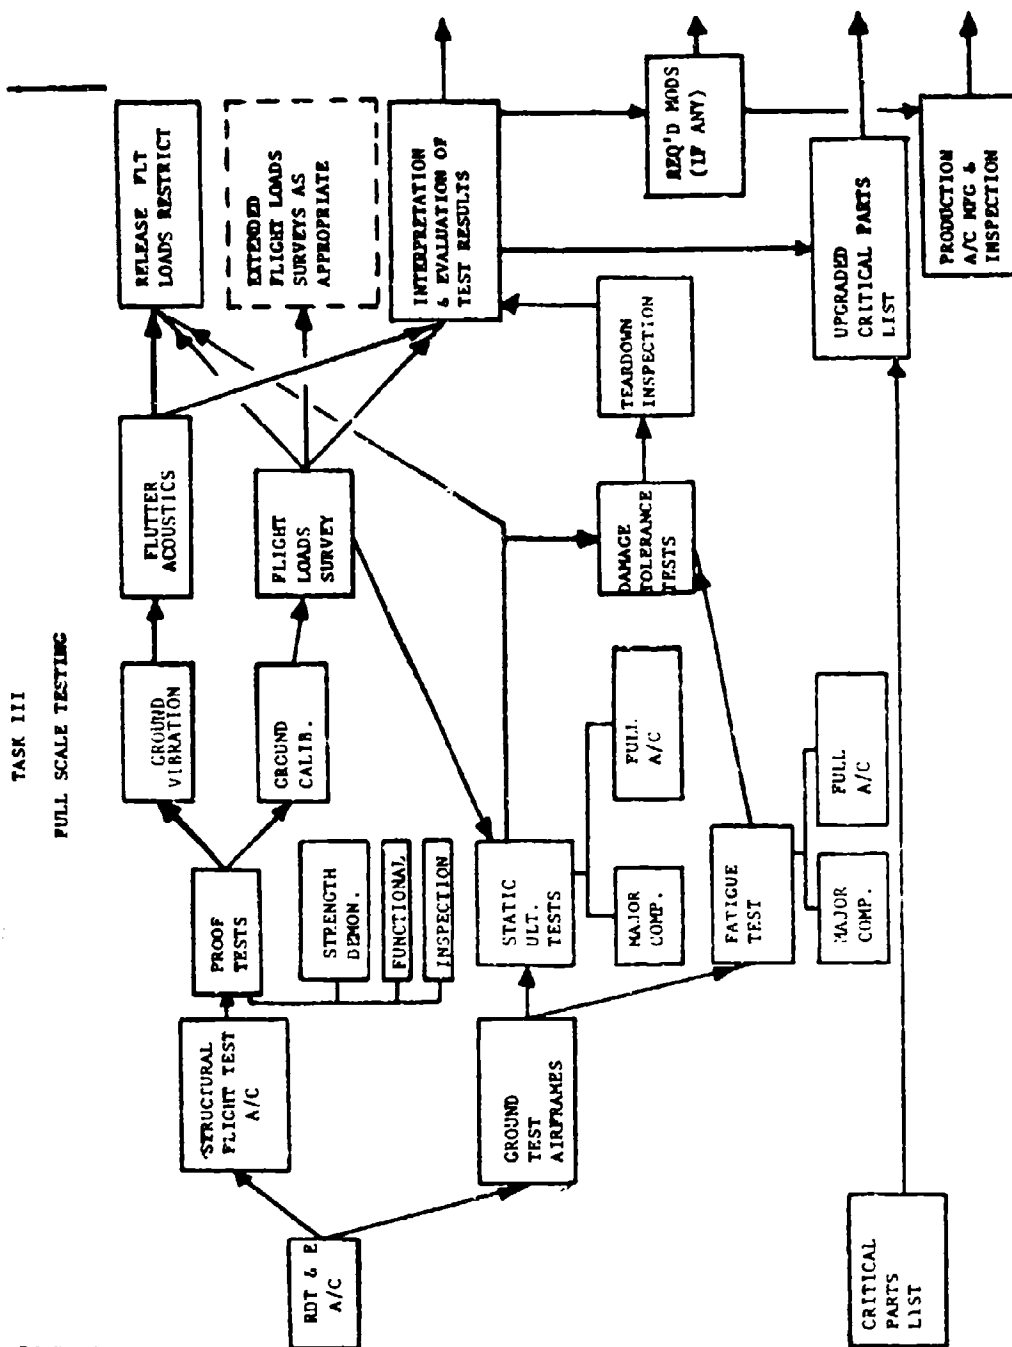 TASK III
FULL SCALE TESTING
RDT & E
A/C
STRUCTURAL
FLIGHT TEST
A/C
PROOF
TESTS
STRENGTH
DEMON.
FUNCTIONAL
INSPECTION
GROUND
VIBRATION
GROUND
CALIB.
FLUTTER
ACOUSTICS
FLIGHT
LOADS
SURVEY
RELEASE FLT
LOADS RESTRICT
EXTENDED
FLIGHT LOADS
SURVEYS AS
APPROPRIATE
INTERPRETATION
& EVALUATION OF
TEST RESULTS
GROUND
TEST
AIRFRAMES
STATIC
ULT.
TESTS
MAJOR
COMP.
FULL
A/C
DAMAGE
TOLERANCE
TESTS
TEARDOWN
INSPECTION
REQ'D MODS
(IF ANY)
FATIGUE
TEST
MAJOR
COMP.
FULL
A/C
CRITICAL
PARTS
LIST
UPGRADED
CRITICAL PARTS
LIST
PRODUCTION
A/C MFG &
INSPECTION